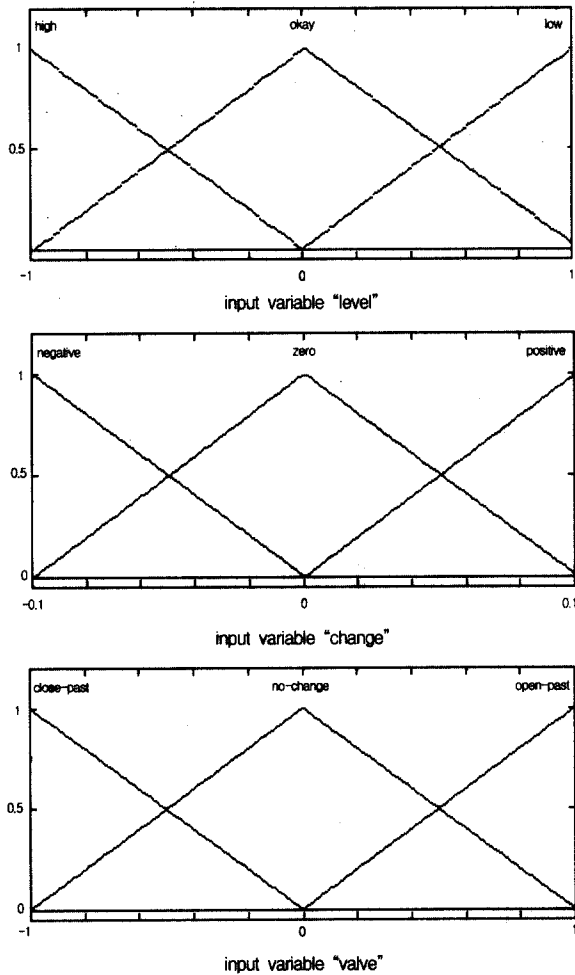 high okay low
1
0.5
-1 0 1
input variable "level"
negative zero positive
1
0.5
0
-0.1 0 0.1
input variable "change"
close-past no-change open-past
1
0.5
0
-1 0 1
input variable "valve"